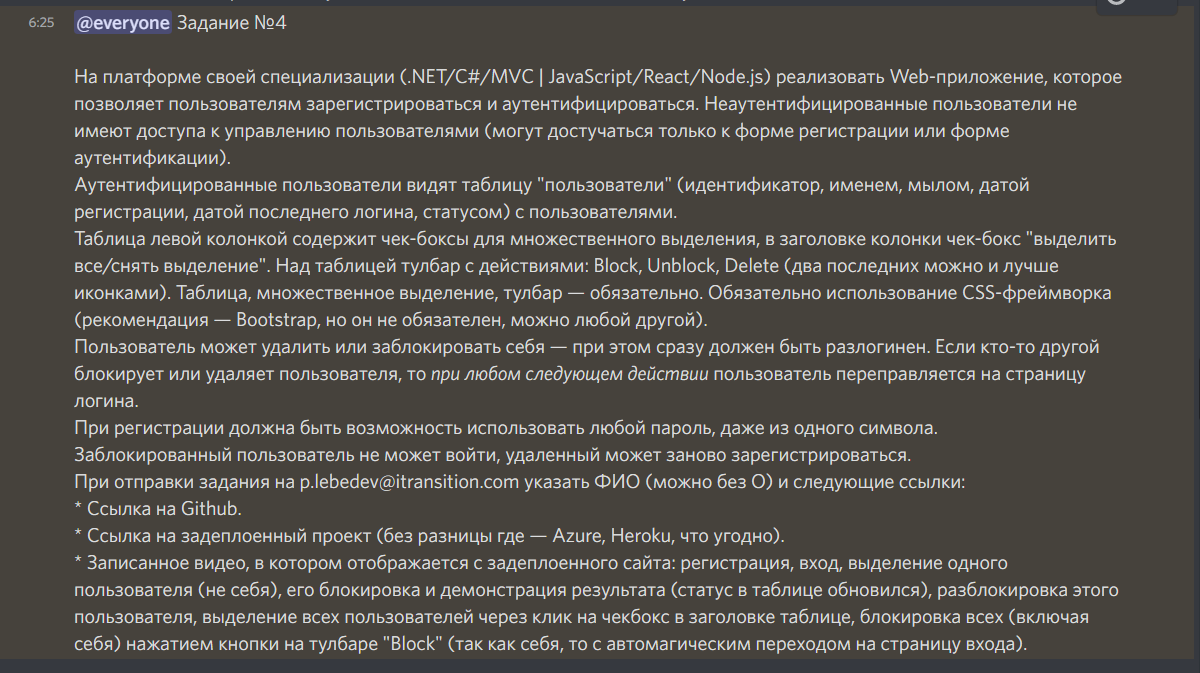 6:25 @everyone Задание №4
На платформе своей специализации (.NET/C#/MVC | JavaScript/React/Node.js) реализовать Web-приложение, которое
позволяет пользователям зарегистрироваться и аутентифицироваться. Неаутентифицированные пользователи не
имеют доступа к управлению пользователями (могут достучаться только к форме регистрации или форме
аутентификации).
Аутентифицированные пользователи видят таблицу "пользователи" (идентификатор, именем, мылом, датой
регистрации, датой последнего логина, статусом) с пользователями.
Таблица левой колонкой содержит чек-боксы для множественного выделения, в заголовке колонки чек-бокс "выделить
все/снять выделение". Над таблицей тулбар с действиями: Block, Unblock, Delete (два последних можно и лучше
иконками). Таблица, множественное выделение, тулбар — обязательно. Обязательно использование CSS-фреймворка
(рекомендация — Bootstrap, но он не обязателен, можно любой другой).
Пользователь может удалить или заблокировать себя — при этом сразу должен быть разлогинен. Если кто-то другой
блокирует или удаляет пользователя, то при любом следующем действии пользователь переправляется на страницу
логина.
При регистрации должна быть возможность использовать любой пароль, даже из одного символа.
Заблокированный пользователь не может войти, удаленный может заново зарегистрироваться.
При отправки задания на p.lebedev@itransition.com указать ФИО (можно без О) и следующие ссылки:
* Ссылка на Github.
* Ссылка на задеплоенный проект (без разницы где — Azure, Heroku, что угодно).
* Записанное видео, в котором отображается с задеплоенного сайта: регистрация, вход, выделение одного
пользователя (не себя), его блокировка и демонстрация результата (статус в таблице обновился), разблокировка этого
пользователя, выделение всех пользователей через клик на чекбокс в заголовке таблице, блокировка всех (включая
себя) нажатием кнопки на тулбаре "Block" (так как себя, то с автомагическим переходом на страницу входа).